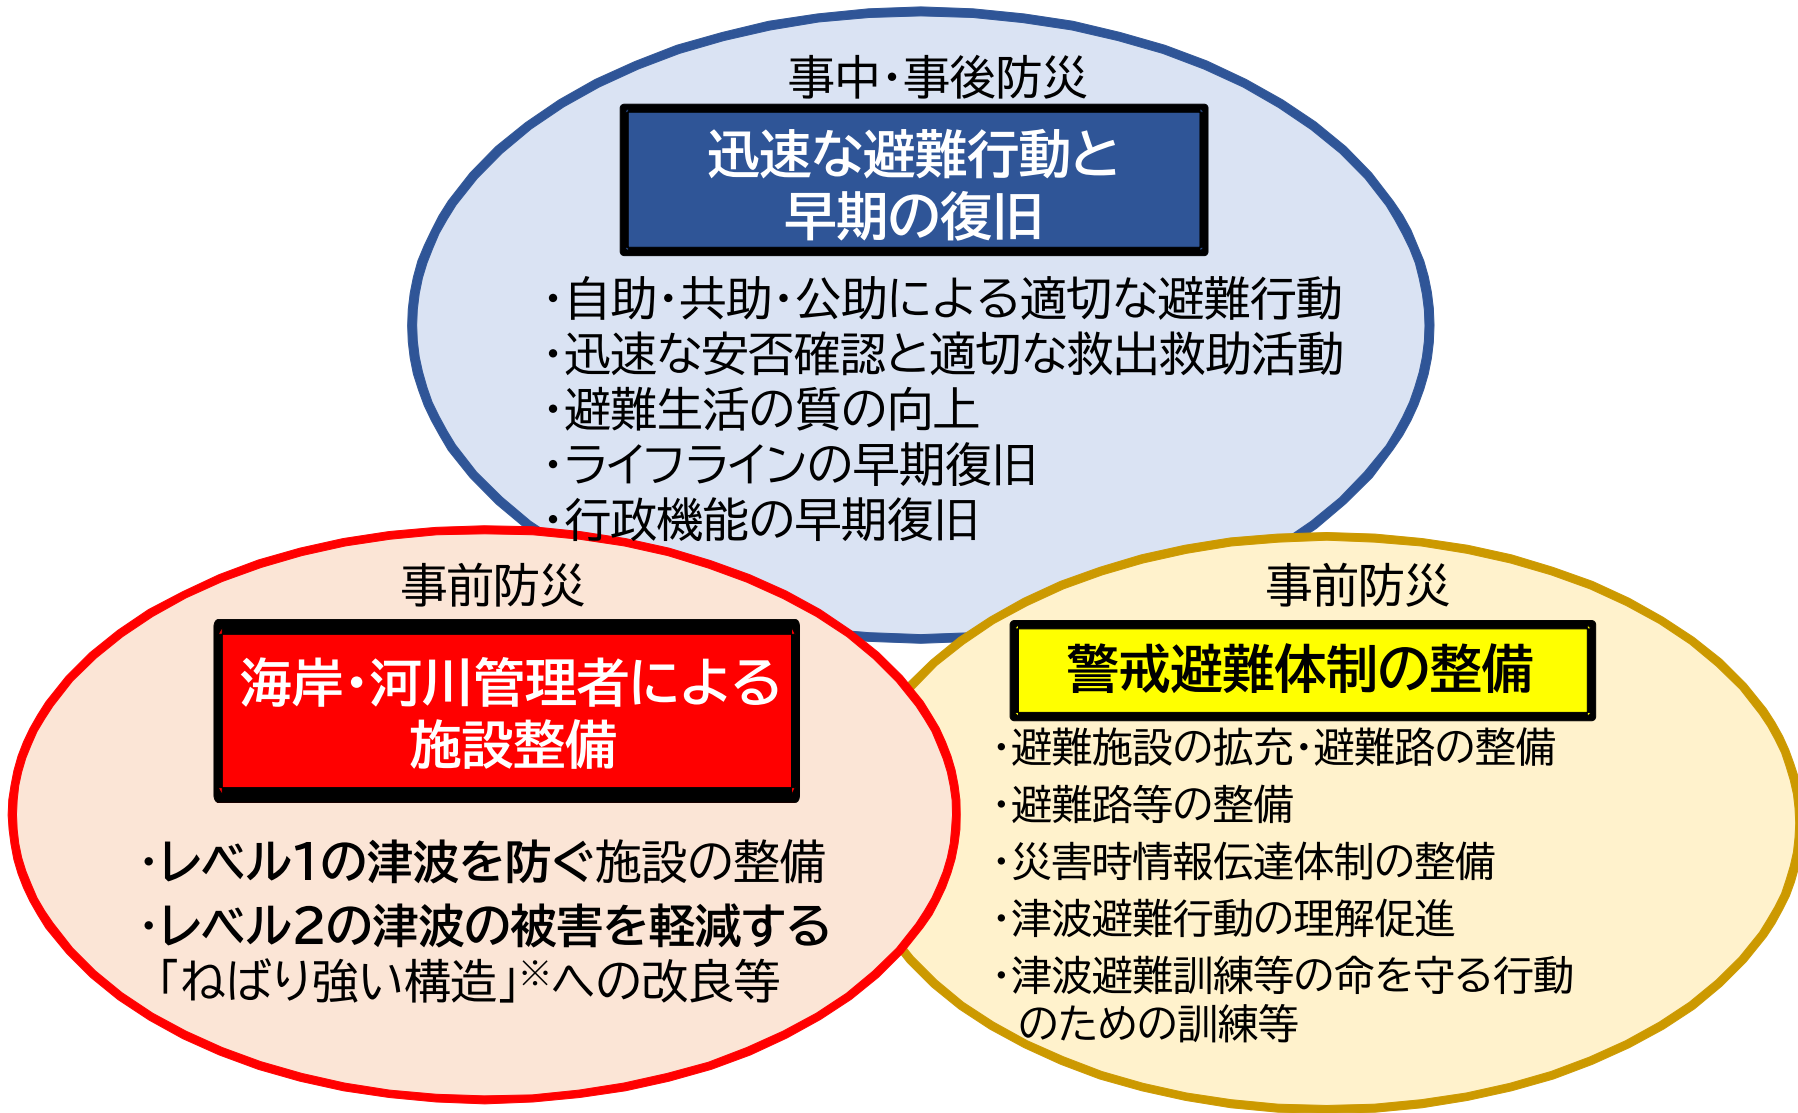 事中・事後防災
迅速な避難行動と
早期の復旧
・自助・共助・公助による適切な避難行動
・迅速な安否確認と適切な救出救助活動
・避難生活の質の向上
・ライフラインの早期復旧
・行政機能の早期復旧
事前防災
海岸・河川管理者による
施設整備
・レベル1の津波を防ぐ施設の整備
・レベル2の津波の被害を軽減する
「ねばり強い構造」※への改良等
事前防災
警戒避難体制の整備
・避難施設の拡充・避難路の整備
・避難路等の整備
・災害時情報伝達体制の整備
・津波避難行動の理解促進
・津波避難訓練等の命を守る行動
のための訓練等